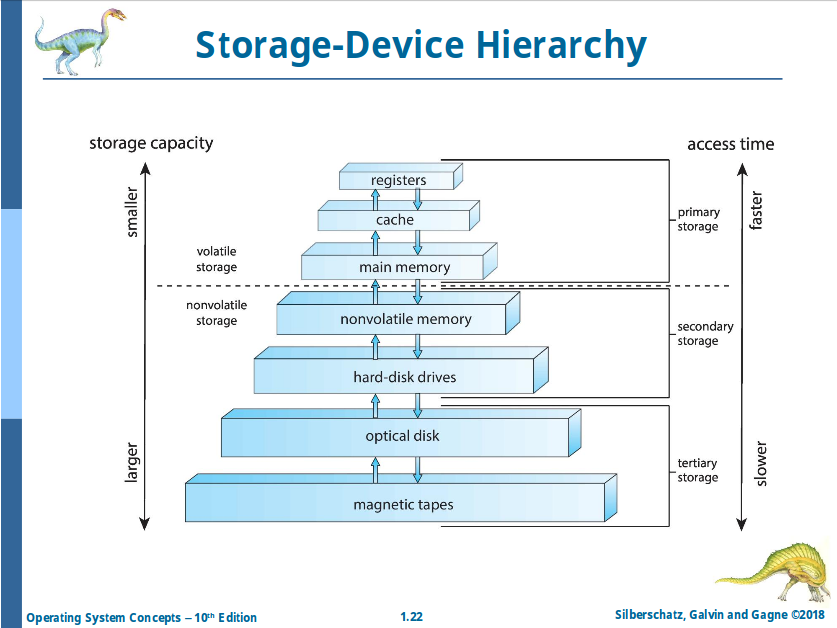 Storage-Device Hierarchy
storage capacity
access time
smaller
larger
volatile
storage
nonvolatile
storage
registers
cache
main memory
nonvolatile memory
hard-disk drives
optical disk
magnetic tapes
primary
storage
secondary
storage
tertiary
storage
faster
slower
Operating System Concepts – 10th Edition
1.22
Silberschatz, Galvin and Gagne ©2018